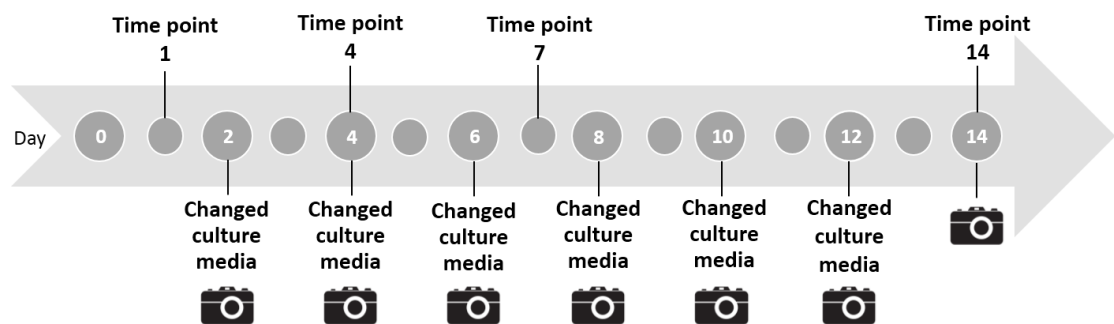 Time point
1
Time point
4
Time point
7
Time point
14
Day
0
2
4
6
8
10
12
14
Changed
culture
media
Changed
culture
media
Changed
culture
media
Changed
culture
media
Changed
culture
media
Changed
culture
media